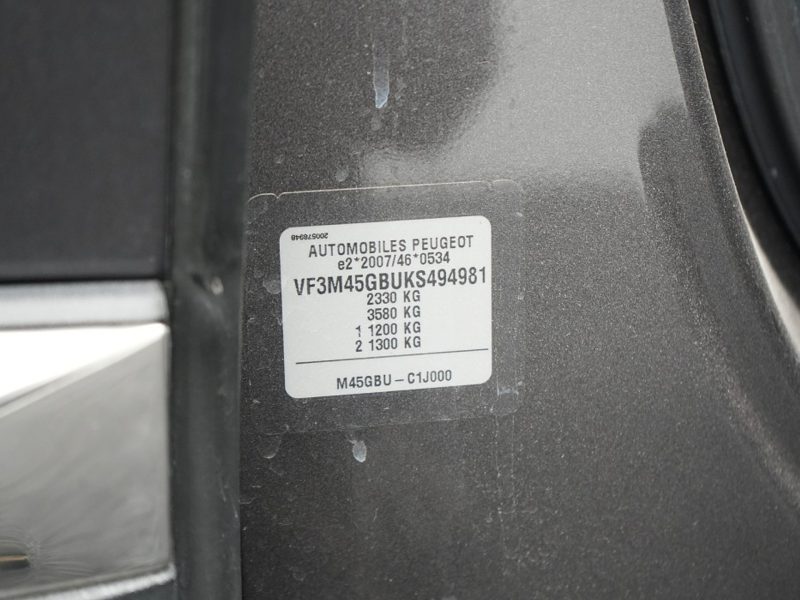 200578948
AUTOMOBILES PEUGEOT
e2*2007/46*0534
VF3M45GBUKS494981
2330 KG
3580 KG
1 1200 KG
2 1300 KG
M45GBU – C1J000